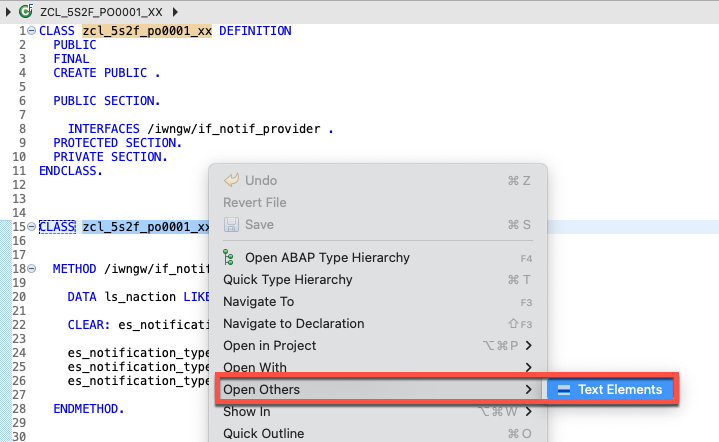 ZCL_5S2F_PO0001_XX
1 CLASS zcl_5s2f_po0001_xx DEFINITION
2 PUBLIC
3 FINAL
4 CREATE PUBLIC .
5
6 PUBLIC SECTION.
7
8 INTERFACES /iwngw/if_notif_provider .
9 PROTECTED SECTION.
10 PRIVATE SECTION.
11 ENDCLASS.
12
13
14
15 CLASS zcl_5s2f_po0001_xx
16
17
18 METHOD /iwngw/if_notif
19
20 DATA ls_naction LIKE
21
22 CLEAR: es_notificati
23
24 es_notification_type
25 es_notification_type
26 es_notification_type
27
28 ENDMETHOD.
29
30
Undo ⌘ Z
Revert File
Save ⌘ S
Open ABAP Type Hierarchy F4
Quick Type Hierarchy ⌘ T
Navigate To F3
Navigate to Declaration ⇧F3
Open in Project ⌥⌘P
Open With
Open Others
Text Elements
Show In ⌥⌘W
Quick Outline ⌘O